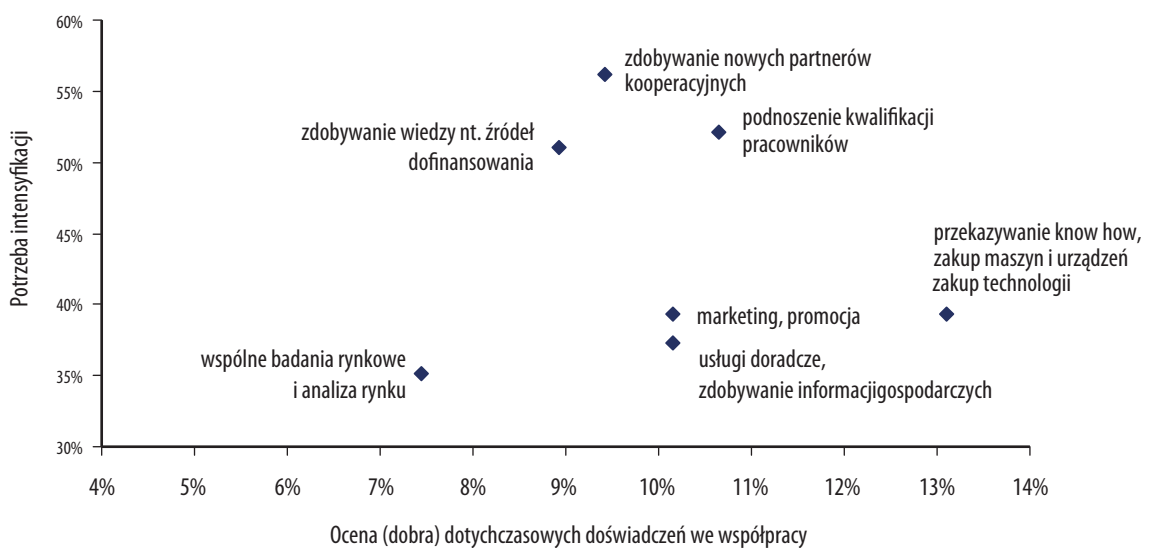 60%
55%
50%
45%
40%
35%
30%
Potrzeba intensyfikacji
zdobywanie nowych partnerów
kooperacyjnych
podnoszenie kwalifikacji
pracowników
zdobywanie wiedzy nt. źródeł
dofinansowania
przekazywanie know how,
zakup maszyn i urządzeń
zakup technologii
marketing, promocja
usługi doradcze,
zdobywanie informacjigospodarczych
wspólne badania rynkowe
i analiza rynku
4% 5% 6% 7% 8% 9% 10% 11% 12% 13% 14%
Ocena (dobra) dotychczasowych doświadczeń we współpracy